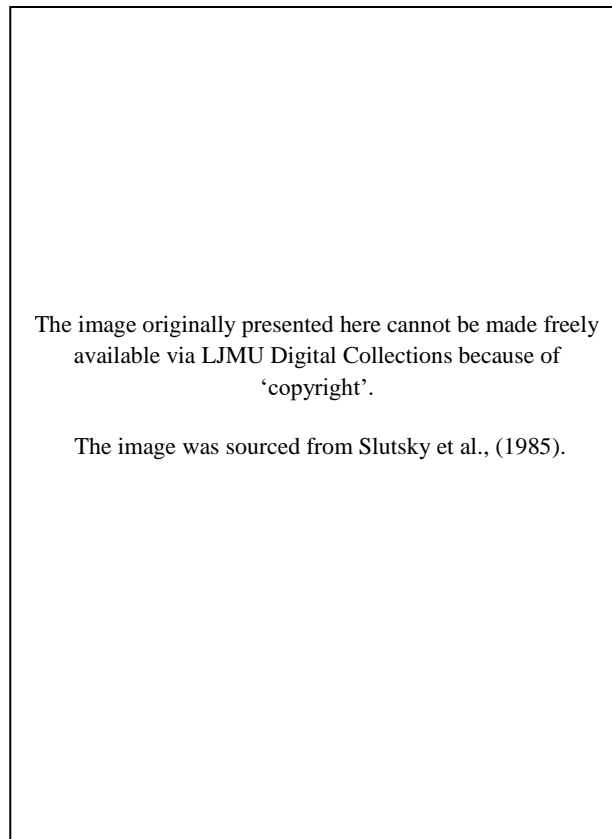 The image originally presented here cannot be made freely
available via LJMU Digital Collections because of
‘copyright’.
The image was sourced from Slutsky et al., (1985).